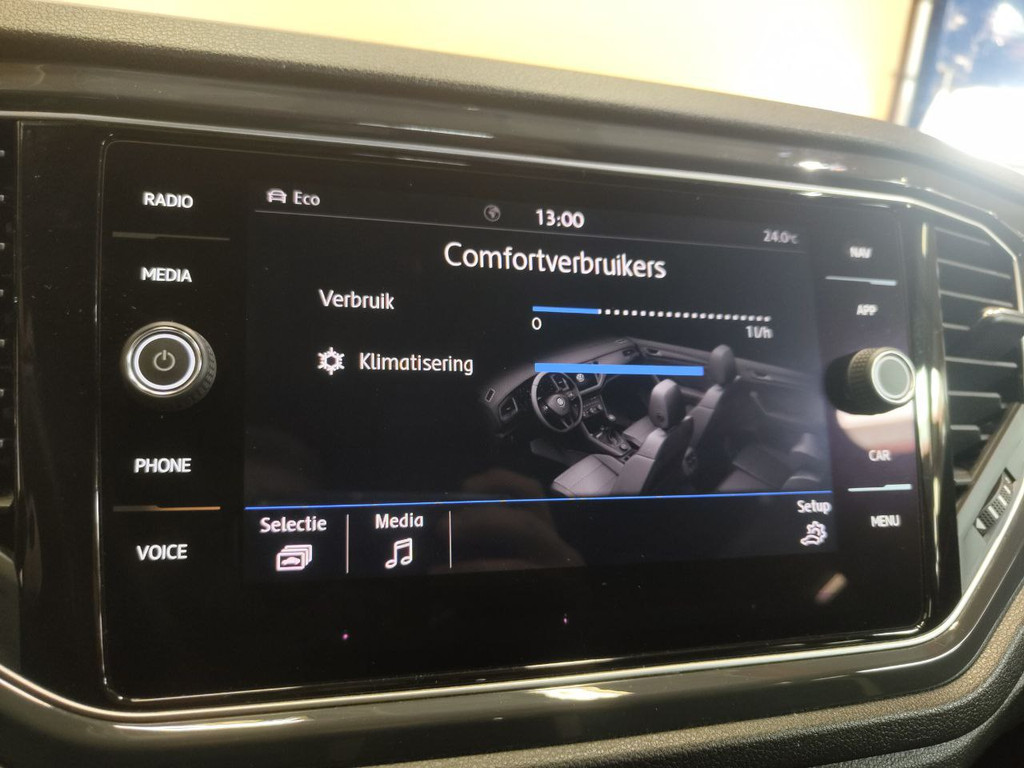 RADIO
MEDIA
PHONE
VOICE
Eco
13:00
24.0°C
Comfortverbruikers
Verbruik
0
1 l/h
Klimatisering
Selectie
Media
Setup
NAV
APP
CAR
MENU